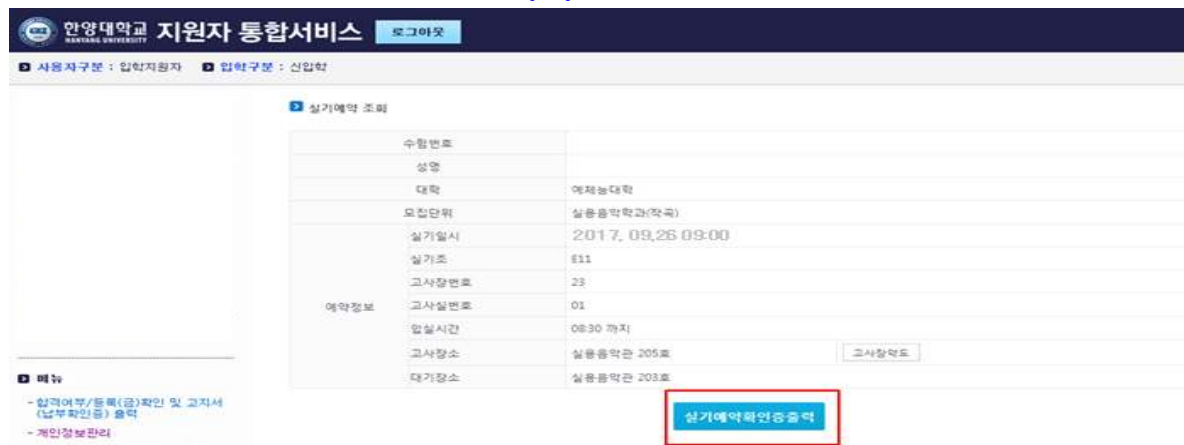 한양대학교 HANYANG UNIVERSITY 지원자 통합서비스 로그아웃
사용자구분 : 입학지원자 입학구분 : 신입학
실기예약 조회
수험번호
성명
대학 예체능대학
모집단위 실용음악학과(작곡)
실기일시 2017, 09,26 09:00
실기조 E11
고사장번호 23
예약정보 고사실번호 01
입실시간 08:30 까지
고사장소 실용음악관 205호 고사장약도
대기장소 실용음악관 203호
메뉴
- 합격여부/등록(금)확인 및 고지서
(납부확인증) 출력
- 개인정보관리
실기예약확인증출력